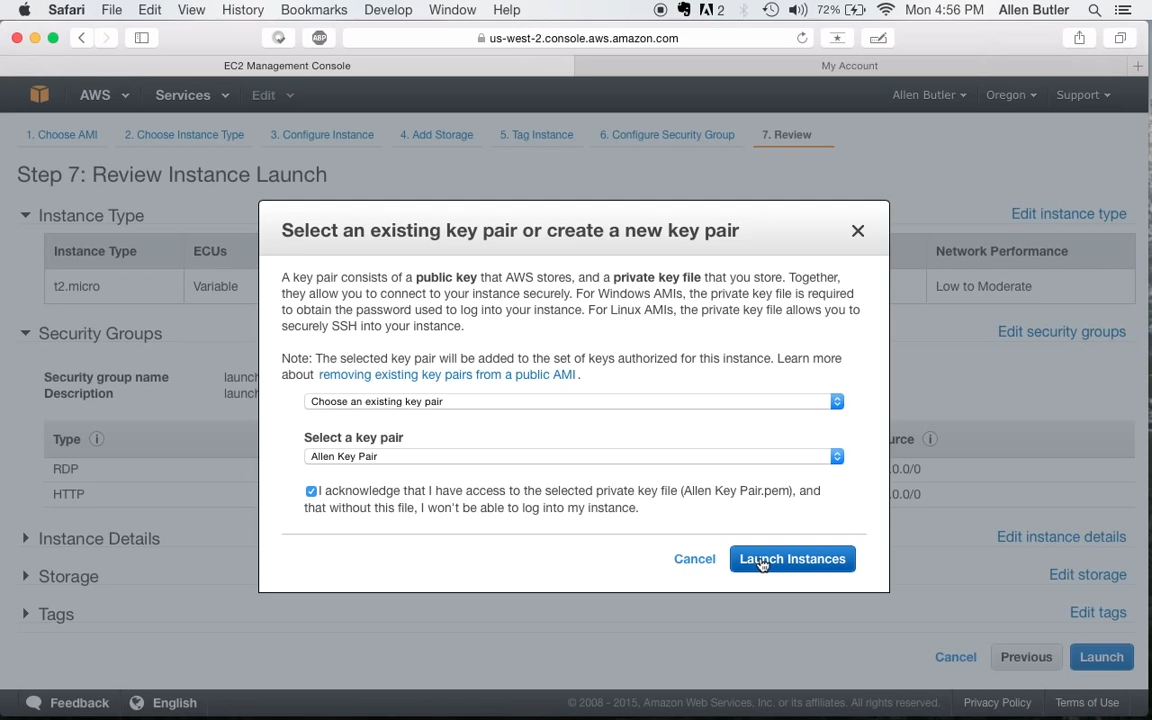 Safari File Edit View History Bookmarks Develop Window Help 2 72% Mon 4:56 PM Allen Butler
ABP us-west-2.console.aws.amazon.com
EC2 Management Console My Account
AWS Services Edit Allen Butler Oregon Support
1. Choose AMI 2. Choose Instance Type 3. Configure Instance 4. Add Storage 5. Tag Instance 6. Configure Security Group 7. Review
Step 7: Review Instance Launch
Instance Type Edit instance type
Instance Type ECUs Network Performance
t2.micro Variable Low to Moderate
Security Groups Edit security groups
Security group name launch
Description launch
Type
RDP .0.0/0
HTTP .0.0/0
Instance Details Edit instance details
Storage Edit storage
Tags Edit tags
Select an existing key pair or create a new key pair
A key pair consists of a public key that AWS stores, and a private key file that you store. Together,
they allow you to connect to your instance securely. For Windows AMIs, the private key file is required
to obtain the password used to log into your instance. For Linux AMIs, the private key file allows you to
securely SSH into your instance.
Note: The selected key pair will be added to the set of keys authorized for this instance. Learn more
about removing existing key pairs from a public AMI.
Choose an existing key pair
Select a key pair
Allen Key Pair
I acknowledge that I have access to the selected private key file (Allen Key Pair.pem), and
that without this file, I won't be able to log into my instance.
Cancel Launch Instances
Cancel Previous Launch
Feedback English © 2008 - 2015, Amazon Web Services, Inc. or its affiliates. All rights reserved. Privacy Policy Terms of Use